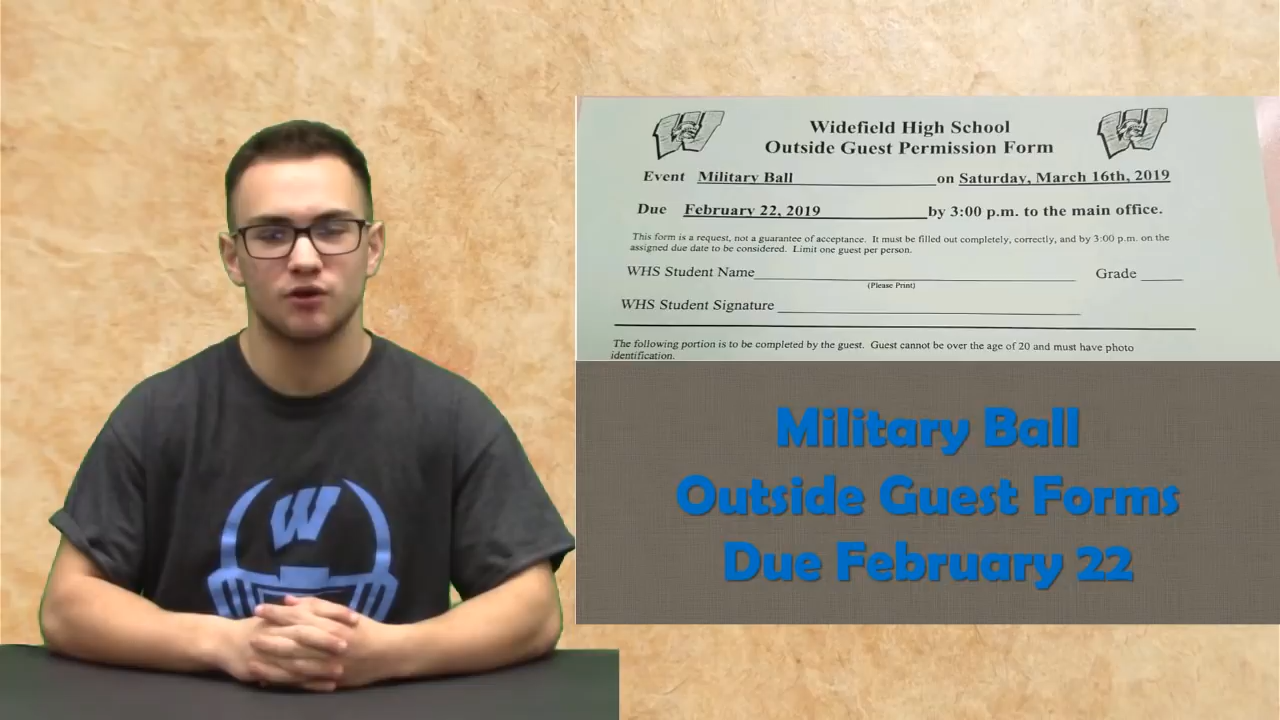 W
W W
Widefield High School
Outside Guest Permission Form
Event Military Ball on Saturday, March 16th, 2019
Due February 22, 2019 by 3:00 p.m. to the main office.
This form is a request, not a guarantee of acceptance. It must be filled out completely, correctly, and by 3:00 p.m. on the
assigned due date to be considered. Limit one guest per person.
WHS Student Name Grade
(Please Print)
WHS Student Signature
The following portion is to be completed by the guest. Guest cannot be over the age of 20 and must have photo
identification.
Military Ball
Outside Guest Forms
Due February 22